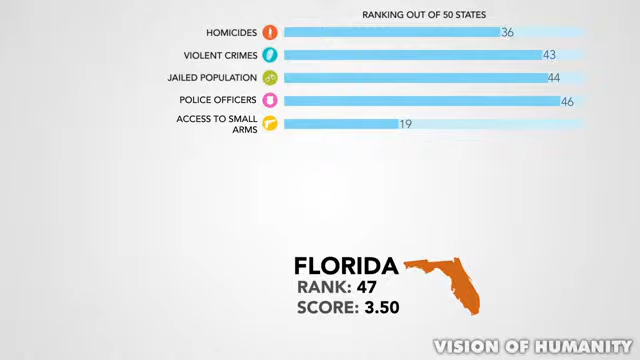 RANKING OUT OF 50 STATES
HOMICIDES 36
VIOLENT CRIMES 43
JAILED POPULATION 44
POLICE OFFICERS 46
ACCESS TO SMALL
ARMS 19
FLORIDA
RANK: 47
SCORE: 3.50
VISION OF HUMANITY